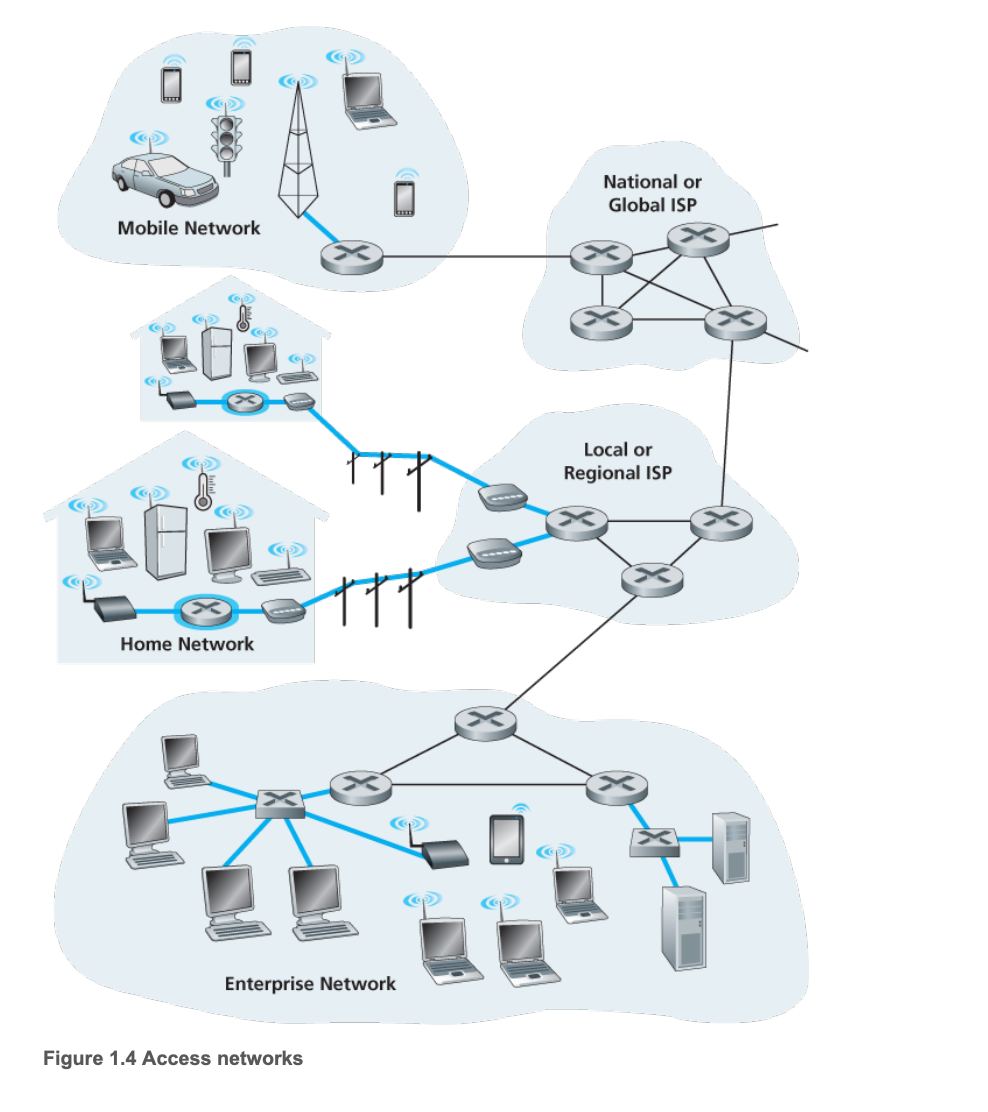 Mobile Network
National or
Global ISP
Local or
Regional ISP
Home Network
Enterprise Network
Figure 1.4 Access networks